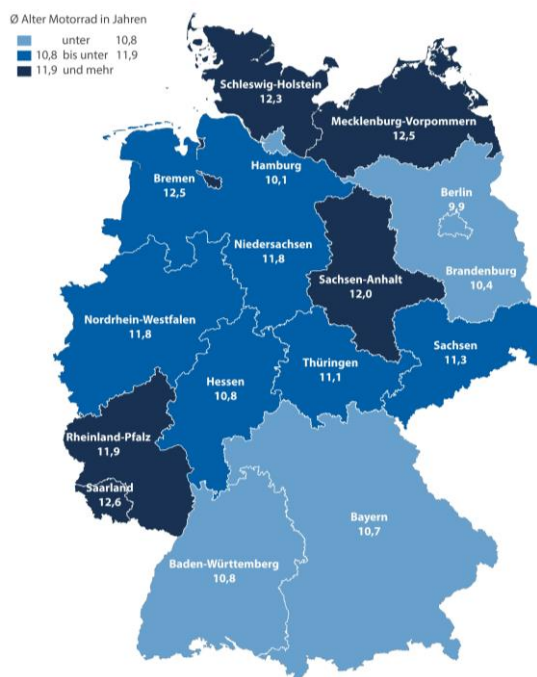 Ø Alter Motorrad in Jahren
unter 10,8
10,8 bis unter 11,9
11,9 und mehr
Schleswig-Holstein
12,3
Mecklenburg-Vorpommern
12,5
Hamburg
10,1
Bremen
12,5
Berlin
9,9
Niedersachsen
11,8
Sachsen-Anhalt
12,0
Brandenburg
10,4
Nordrhein-Westfalen
11,8
Sachsen
11,3
Thüringen
11,1
Hessen
10,8
Rheinland-Pfalz
11,9
Saarland
12,6
Bayern
10,7
Baden-Württemberg
10,8